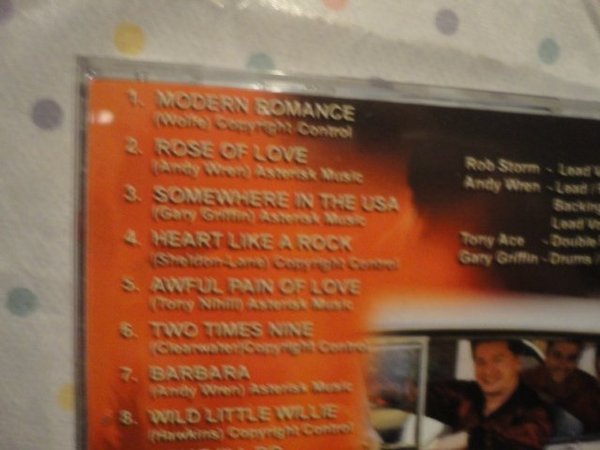 1. MODERN ROMANCE
(Wolfe) Copyright Control
2. ROSE OF LOVE
(Andy Wren) Asterisk Music
3. SOMEWHERE IN THE USA
(Gary Griffin) Asterisk Music
4. HEART LIKE A ROCK
(Sheldon-Lane) Copyright Control
5. AWFUL PAIN OF LOVE
(Tony Nihill) Asterisk Music
6. TWO TIMES NINE
(Clearwater)Copyright Control
7. BARBARA
(Andy Wren) Asterisk Music
8. WILD LITTLE WILLIE
(Hawkins) Copyright Control
Rob Storm - Lead V
Andy Wren - Lead /
Backing
Lead Vo
Tony Ace - Double
Gary Griffin - Drums /